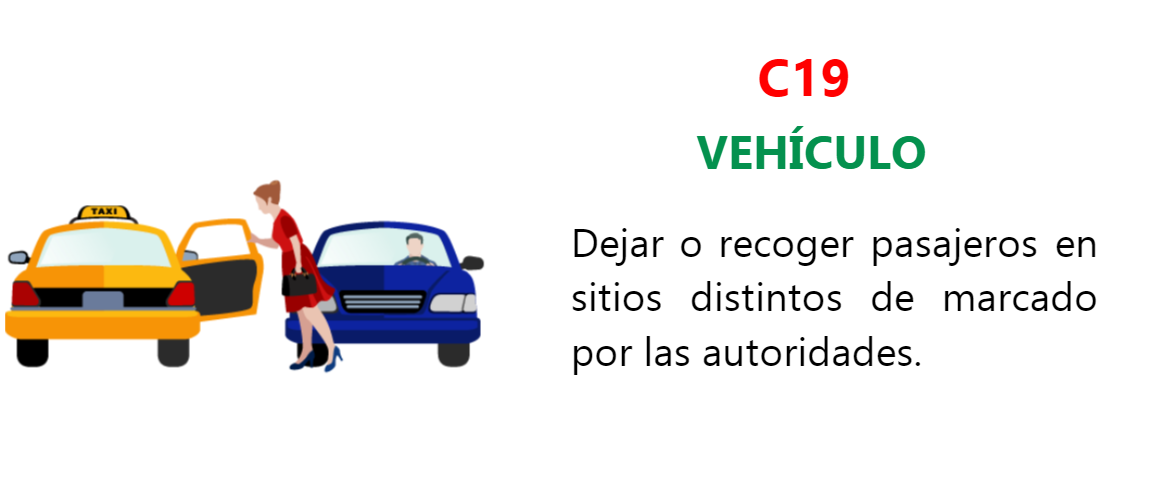 C19
VEHÍCULO
TAXI
Dejar o recoger pasajeros en
sitios distintos de marcado
por las autoridades.